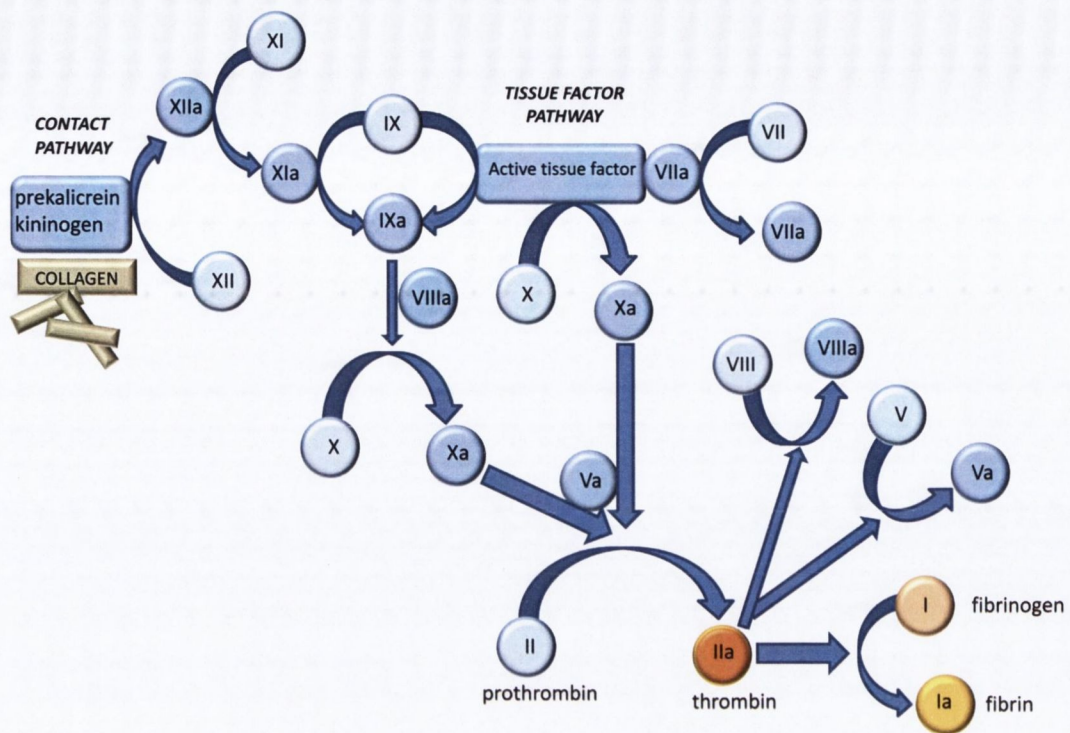 XI
TISSUE FACTOR
PATHWAY
XIIa
IX
VII
CONTACT
PATHWAY
XIa
Active tissue factor
VIIa
prekalicrein
kininogen
IXa
VIIa
COLLAGEN
XII
VIIIa
X
Xa
VIII
VIIIa
V
X
Xa
Va
Va
I
fibrinogen
II
IIa
prothrombin
thrombin
Ia
fibrin